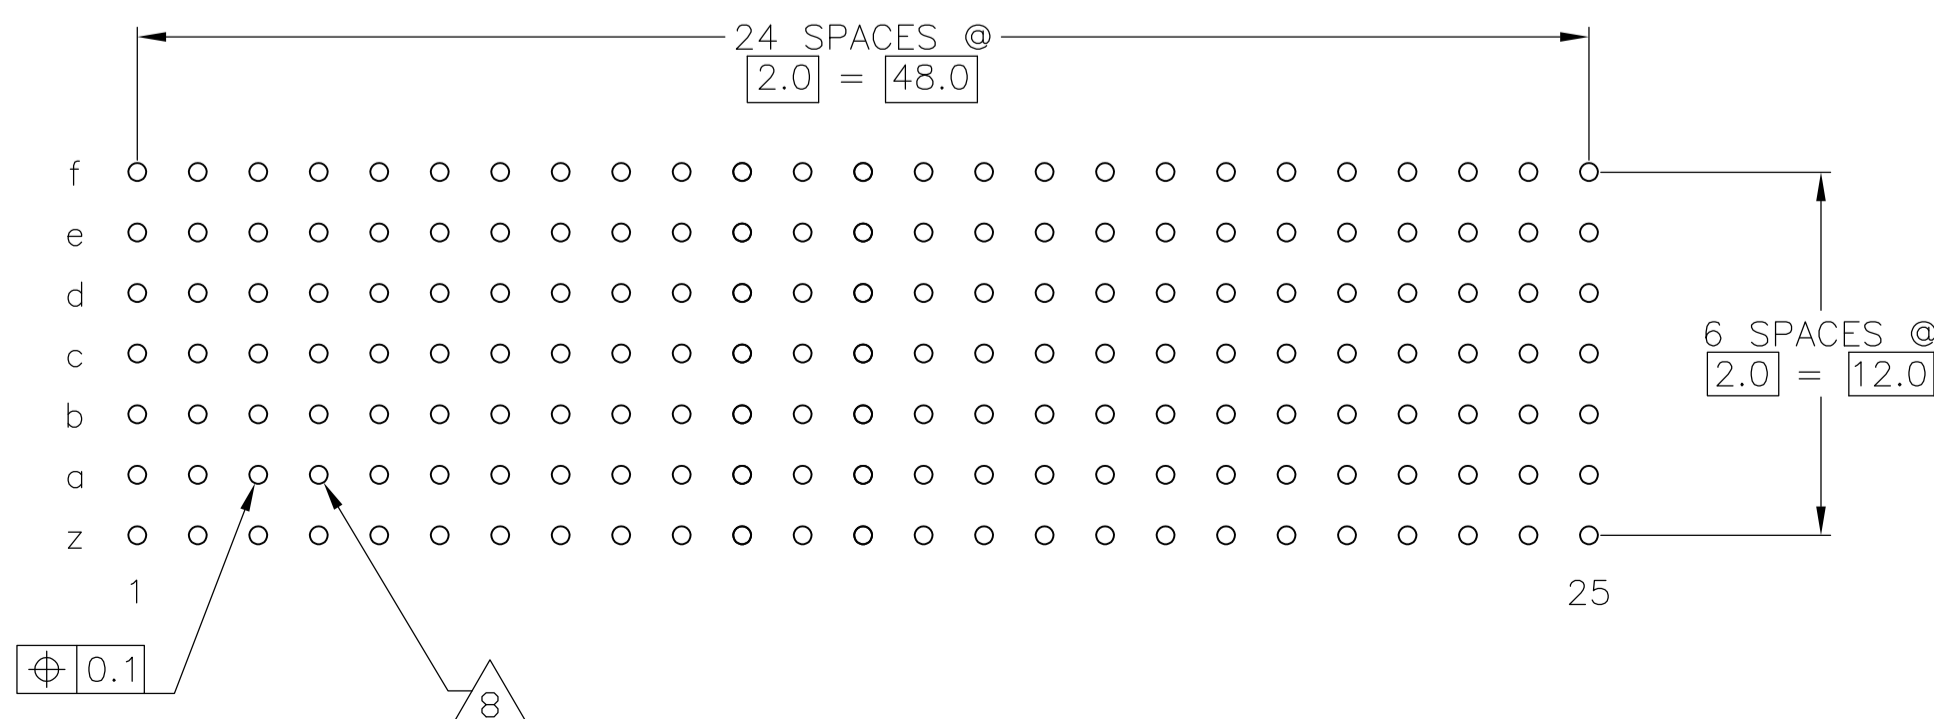 24 SPACES @
2.0 = 48.0
f
e
d
c
6 SPACES @
2.0 = 12.0
b
a
z
1
25
⌖ 0.1
8